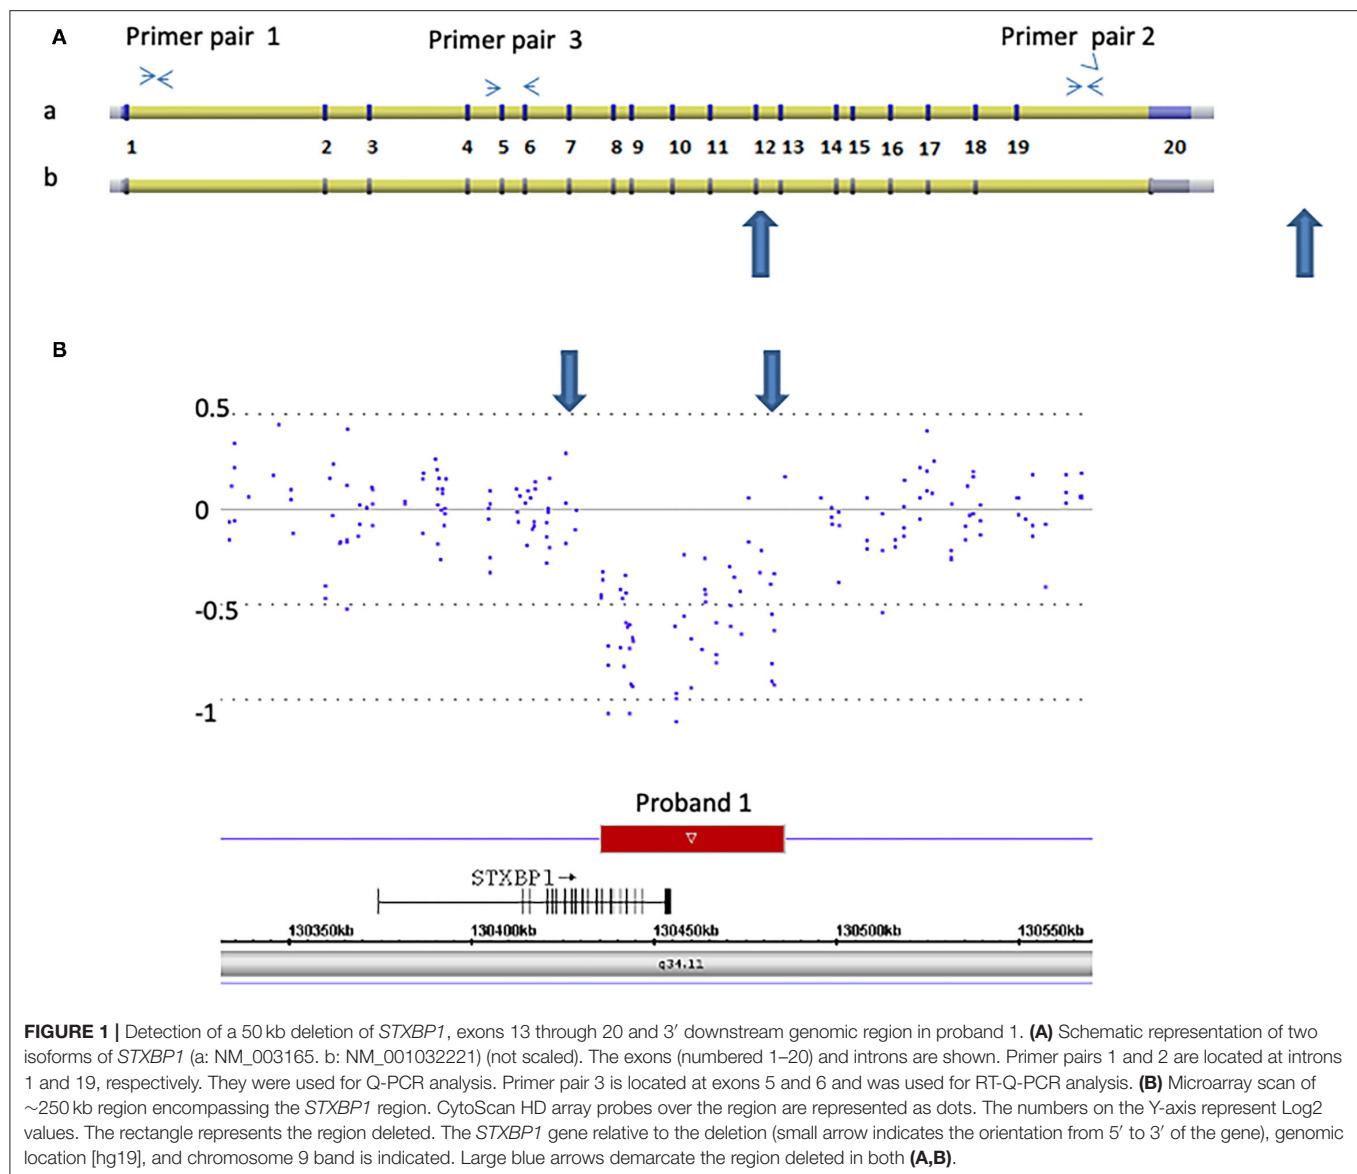 A
Primer pair 1
Primer pair 3
Primer pair 2
a
1 2 3 4 5 6 7 8 9 10 11 12 13 14 15 16 17 18 19 20
b
B
0.5
0
-0.5
-1
Proband 1
STXBP1→
130350kb 130400kb 130450kb 130500kb 130550kb
q34.11
FIGURE 1 | Detection of a 50 kb deletion of STXBP1, exons 13 through 20 and 3′ downstream genomic region in proband 1. (A) Schematic representation of two
isoforms of STXBP1 (a: NM_003165. b: NM_001032221) (not scaled). The exons (numbered 1–20) and introns are shown. Primer pairs 1 and 2 are located at introns
1 and 19, respectively. They were used for Q-PCR analysis. Primer pair 3 is located at exons 5 and 6 and was used for RT-Q-PCR analysis. (B) Microarray scan of
~250 kb region encompassing the STXBP1 region. CytoScan HD array probes over the region are represented as dots. The numbers on the Y-axis represent Log2
values. The rectangle represents the region deleted. The STXBP1 gene relative to the deletion (small arrow indicates the orientation from 5′ to 3′ of the gene), genomic
location [hg19], and chromosome 9 band is indicated. Large blue arrows demarcate the region deleted in both (A,B).